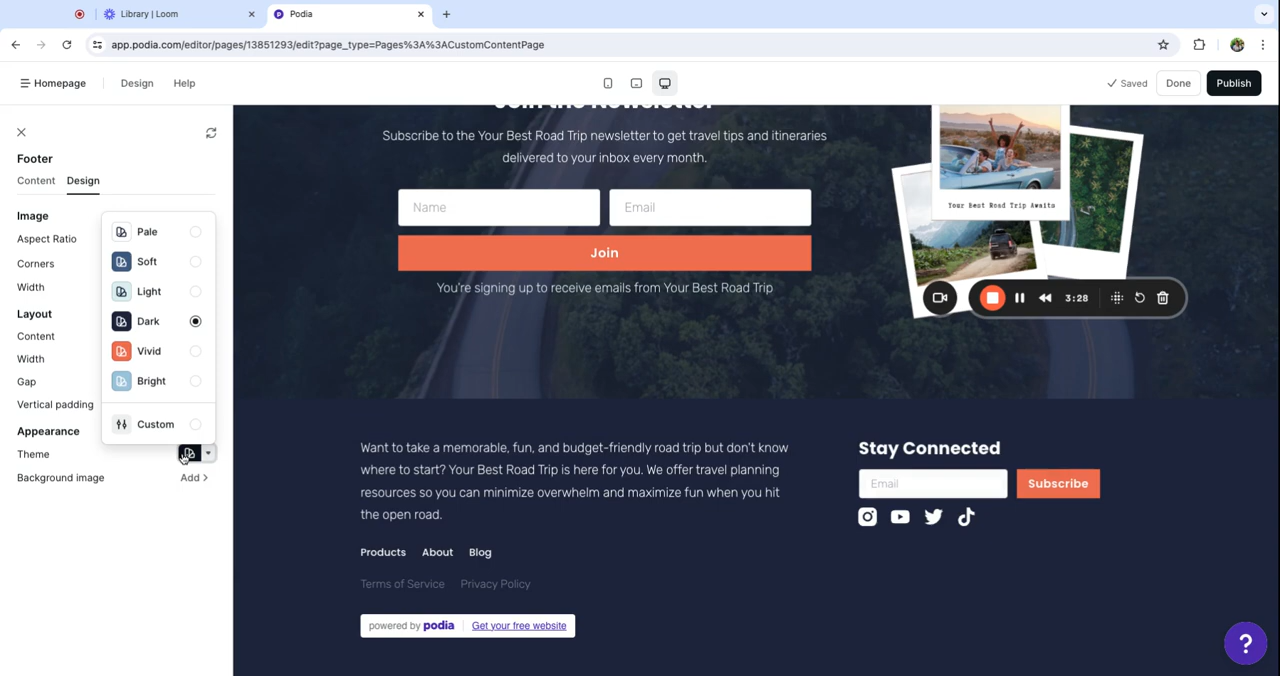 Library | Loom
Podia
app.podia.com/editor/pages/13851293/edit?page_type=Pages%3A%3ACustomContentPage
Homepage
Design
Help
Saved
Done
Publish
Footer
Content
Design
Image
Aspect Ratio
Corners
Width
Layout
Content
Width
Gap
Vertical padding
Appearance
Theme
Background image
Add
Pale
Soft
Light
Dark
Vivid
Bright
Custom
Join the Newsletter
Subscribe to the Your Best Road Trip newsletter to get travel tips and itineraries
delivered to your inbox every month.
Name
Email
Join
You're signing up to receive emails from Your Best Road Trip
Your Best Road Trip Awaits
3:28
Want to take a memorable, fun, and budget-friendly road trip but don't know
where to start? Your Best Road Trip is here for you. We offer travel planning
resources so you can minimize overwhelm and maximize fun when you hit
the open road.
Products About Blog
Terms of Service Privacy Policy
powered by podia Get your free website
Stay Connected
Email
Subscribe
?